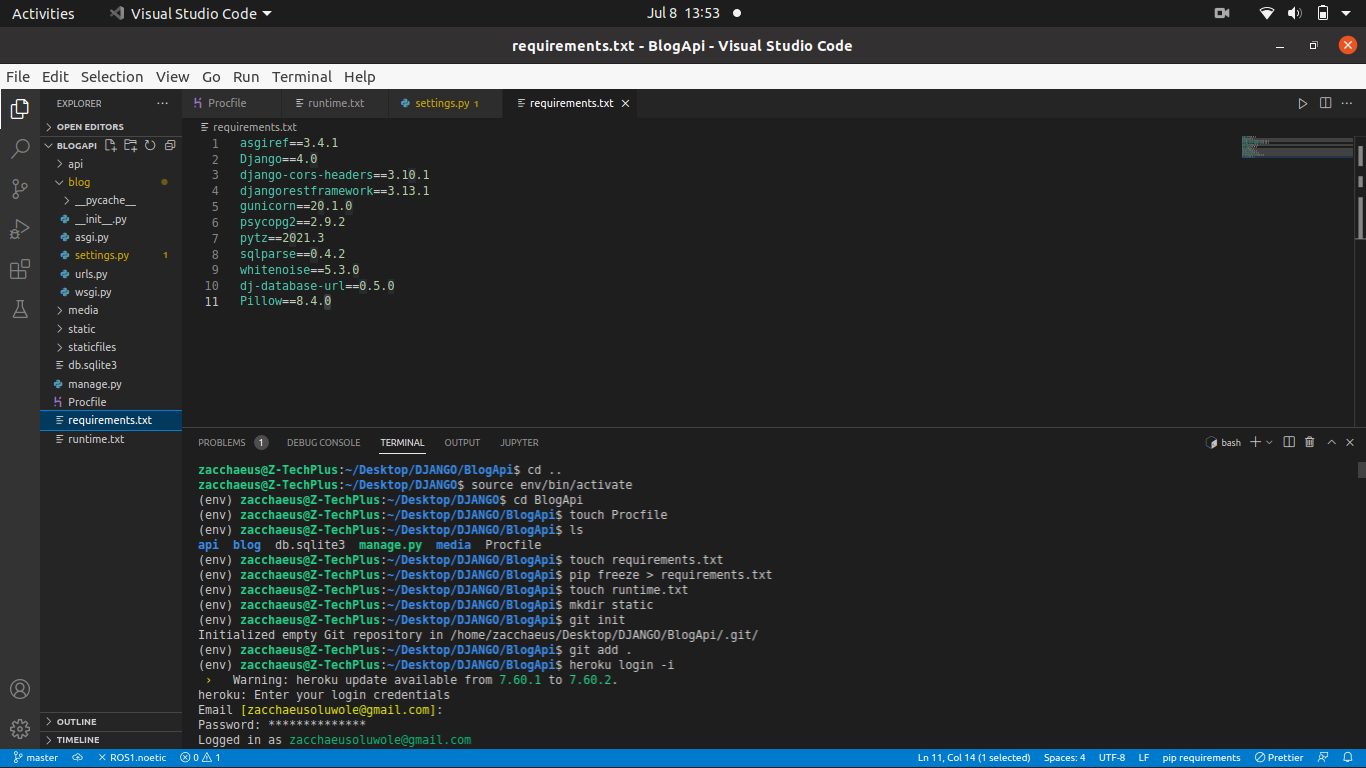 Activities
Visual Studio Code
Jul 8 13:53
requirements.txt - BlogApi - Visual Studio Code
File Edit Selection View Go Run Terminal Help
EXPLORER
Procfile
runtime.txt
settings.py 1
requirements.txt
OPEN EDITORS
requirements.txt
BLOGAPI
api
blog
__pycache__
__init__.py
asgi.py
settings.py 1
urls.py
wsgi.py
media
static
staticfiles
db.sqlite3
manage.py
Procfile
requirements.txt
runtime.txt
OUTLINE
TIMELINE
1 asgiref==3.4.1
2 Django==4.0
3 django-cors-headers==3.10.1
4 djangorestframework==3.13.1
5 gunicorn==20.1.0
6 psycopg2==2.9.2
7 pytz==2021.3
8 sqlparse==0.4.2
9 whitenoise==5.3.0
10 dj-database-url==0.5.0
11 Pillow==8.4.0
PROBLEMS 1 DEBUG CONSOLE TERMINAL OUTPUT JUPYTER
bash
zacchaeus@Z-TechPlus:~/Desktop/DJANGO/BlogApi$ cd ..
zacchaeus@Z-TechPlus:~/Desktop/DJANGO$ source env/bin/activate
(env) zacchaeus@Z-TechPlus:~/Desktop/DJANGO$ cd BlogApi
(env) zacchaeus@Z-TechPlus:~/Desktop/DJANGO/BlogApi$ touch Procfile
(env) zacchaeus@Z-TechPlus:~/Desktop/DJANGO/BlogApi$ ls
api blog db.sqlite3 manage.py media Procfile
(env) zacchaeus@Z-TechPlus:~/Desktop/DJANGO/BlogApi$ touch requirements.txt
(env) zacchaeus@Z-TechPlus:~/Desktop/DJANGO/BlogApi$ pip freeze > requirements.txt
(env) zacchaeus@Z-TechPlus:~/Desktop/DJANGO/BlogApi$ touch runtime.txt
(env) zacchaeus@Z-TechPlus:~/Desktop/DJANGO/BlogApi$ mkdir static
(env) zacchaeus@Z-TechPlus:~/Desktop/DJANGO/BlogApi$ git init
Initialized empty Git repository in /home/zacchaeus/Desktop/DJANGO/BlogApi/.git/
(env) zacchaeus@Z-TechPlus:~/Desktop/DJANGO/BlogApi$ git add .
(env) zacchaeus@Z-TechPlus:~/Desktop/DJANGO/BlogApi$ heroku login -i
› Warning: heroku update available from 7.60.1 to 7.60.2.
heroku: Enter your login credentials
Email [zacchaeusoluwole@gmail.com]:
Password: **************
Logged in as zacchaeusoluwole@gmail.com
master ROS1.noetic 0 1 Ln 11, Col 14 (1 selected) Spaces: 4 UTF-8 LF pip requirements Prettier